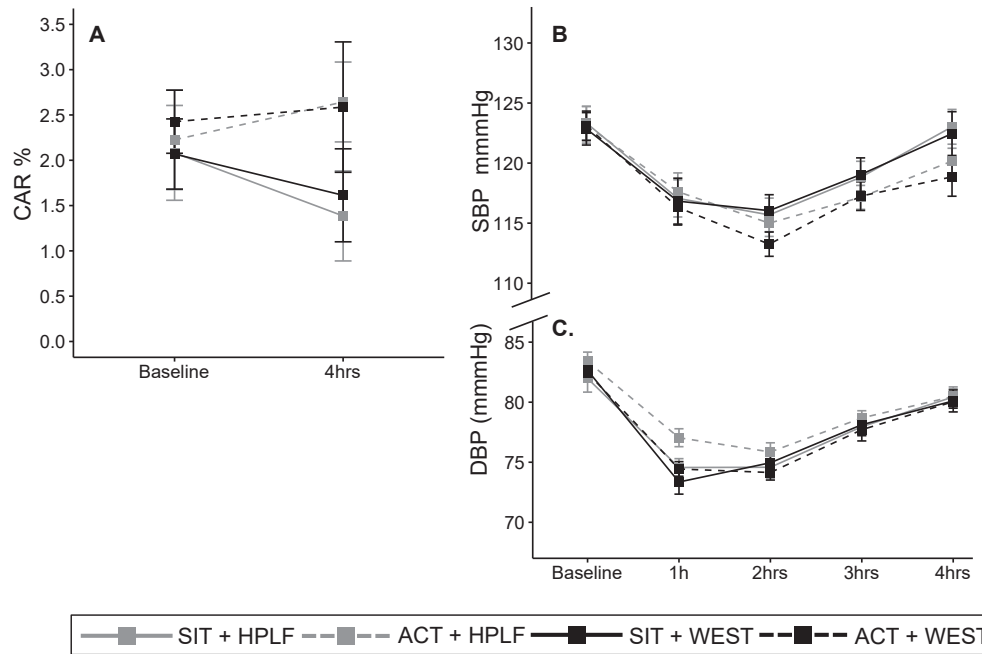 A
CAR %
3.5
3.0
2.5
2.0
1.5
1.0
0.5
0.0
Baseline 4hrs
B
SBP mmmHg
130
125
120
115
110
C.
DBP (mmmHg)
85
80
75
70
Baseline 1h 2hrs 3hrs 4hrs
SIT + HPLF ACT + HPLF SIT + WEST ACT + WEST